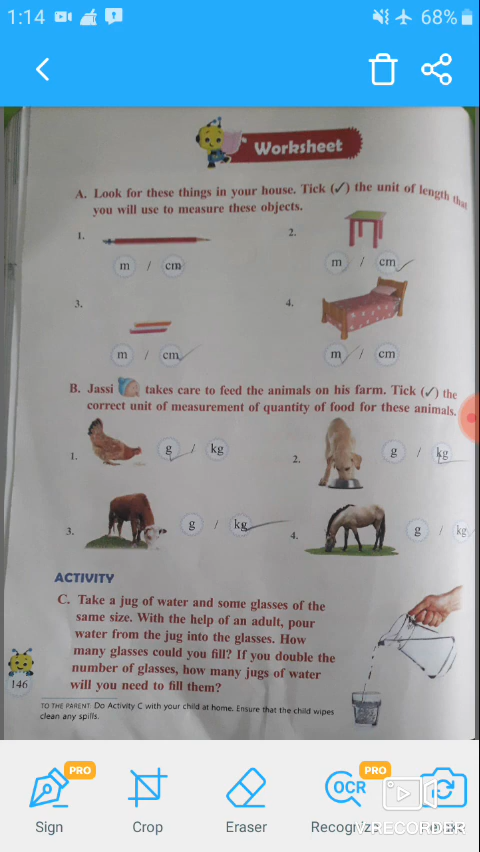 1:14
68%
Worksheet
A. Look for these things in your house. Tick (✓) the unit of length that
you will use to measure these objects.
1.
2.
m / cm
m / cm
3.
4.
m / cm
m / cm
B. Jassi takes care to feed the animals on his farm. Tick (✓) the
correct unit of measurement of quantity of food for these animals.
1.
g / kg
2.
g / kg
3.
g / kg
4.
g / kg
ACTIVITY
C. Take a jug of water and some glasses of the
same size. With the help of an adult, pour
water from the jug into the glasses. How
many glasses could you fill? If you double the
number of glasses, how many jugs of water
will you need to fill them?
146
TO THE PARENT Do Activity C with your child at home. Ensure that the child wipes
clean any spills.
PRO
PRO
OCR
Sign
Crop
Eraser
Recognize
VRECORDER